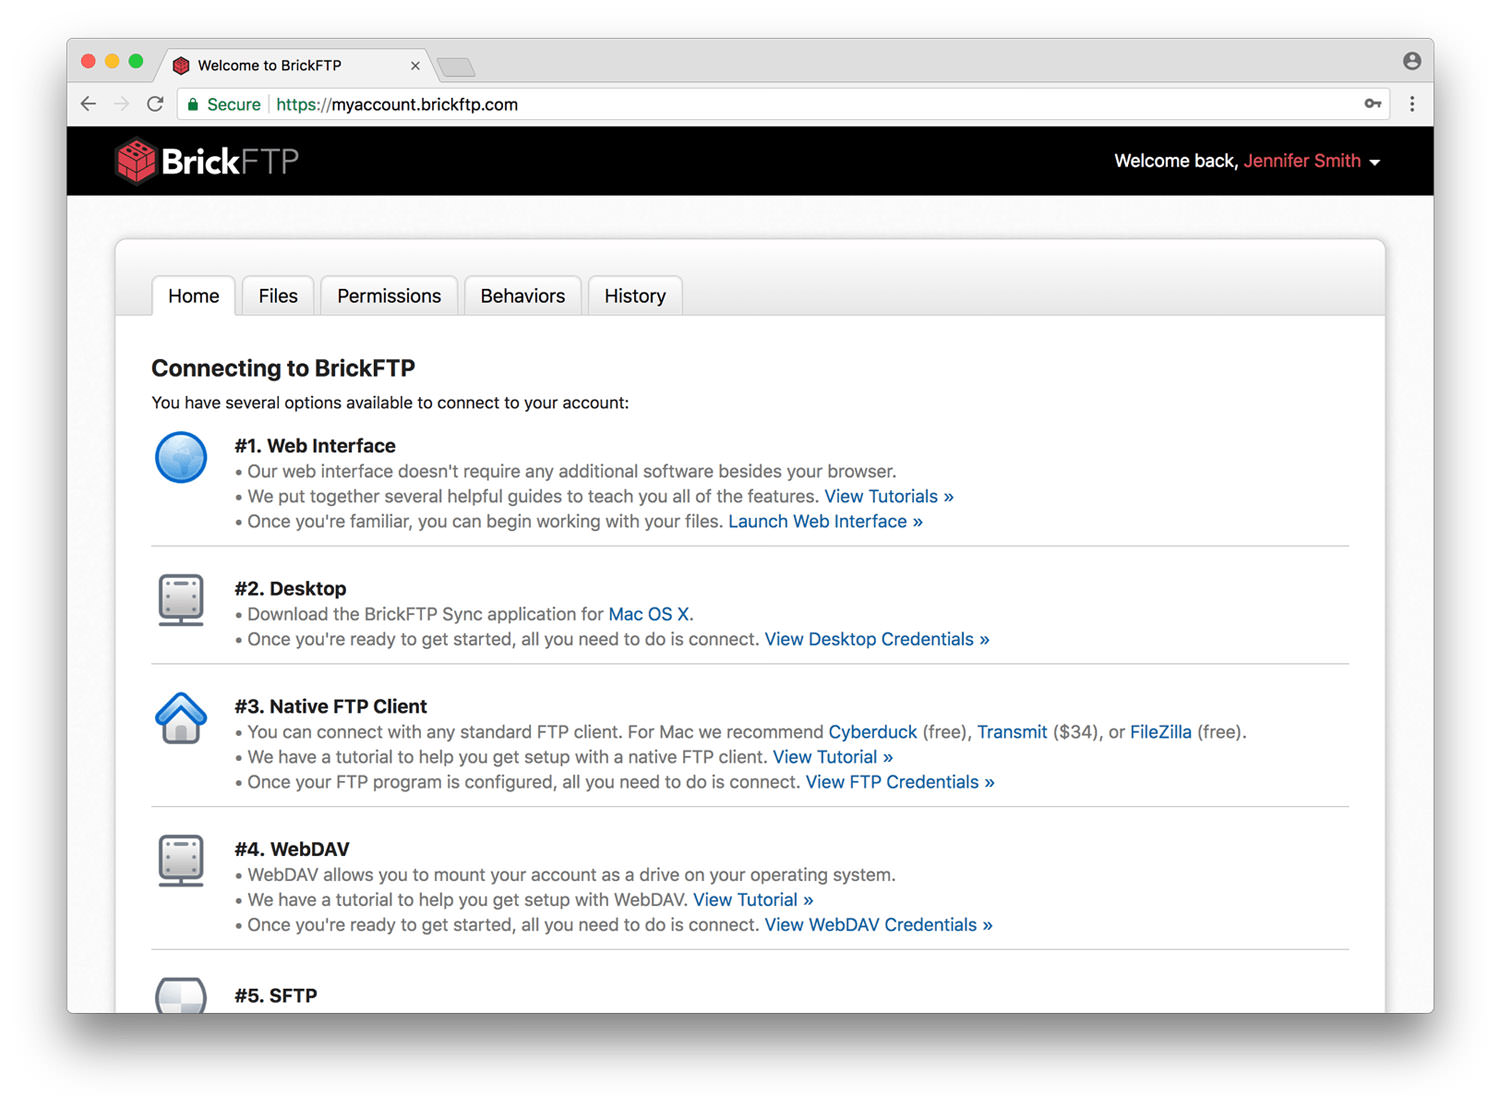 Welcome to BrickFTP
Secure https://myaccount.brickftp.com
BrickFTP
Welcome back, Jennifer Smith
Home Files Permissions Behaviors History
Connecting to BrickFTP
You have several options available to connect to your account:
#1. Web Interface
• Our web interface doesn't require any additional software besides your browser.
• We put together several helpful guides to teach you all of the features. View Tutorials »
• Once you're familiar, you can begin working with your files. Launch Web Interface »
#2. Desktop
• Download the BrickFTP Sync application for Mac OS X.
• Once you're ready to get started, all you need to do is connect. View Desktop Credentials »
#3. Native FTP Client
• You can connect with any standard FTP client. For Mac we recommend Cyberduck (free), Transmit ($34), or FileZilla (free).
• We have a tutorial to help you get setup with a native FTP client. View Tutorial »
• Once your FTP program is configured, all you need to do is connect. View FTP Credentials »
#4. WebDAV
• WebDAV allows you to mount your account as a drive on your operating system.
• We have a tutorial to help you get setup with WebDAV. View Tutorial »
• Once you're ready to get started, all you need to do is connect. View WebDAV Credentials »
#5. SFTP